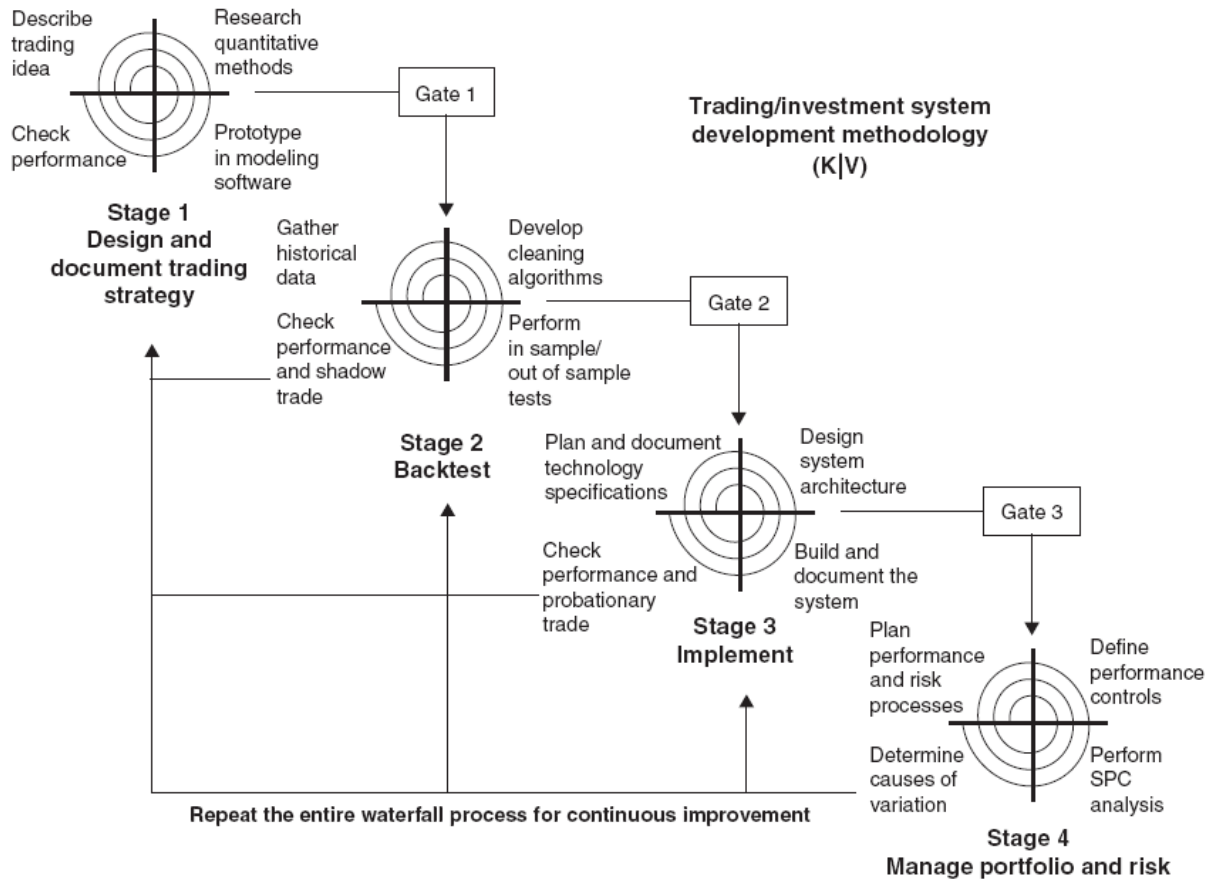 Describe
trading
idea
Research
quantitative
methods
Check
performance
Prototype
in modeling
software
Gate 1
Trading/investment system
development methodology
(K|V)
Stage 1
Design and
document trading
strategy
Gather
historical
data
Develop
cleaning
algorithms
Check
performance
and shadow
trade
Perform
in sample/
out of sample
tests
Gate 2
Stage 2
Backtest
Plan and document
technology
specifications
Design
system
architecture
Check
performance and
probationary
trade
Build and
document the
system
Gate 3
Stage 3
Implement
Plan
performance
and risk
processes
Define
performance
controls
Determine
causes of
variation
Perform
SPC
analysis
Repeat the entire waterfall process for continuous improvement
Stage 4
Manage portfolio and risk